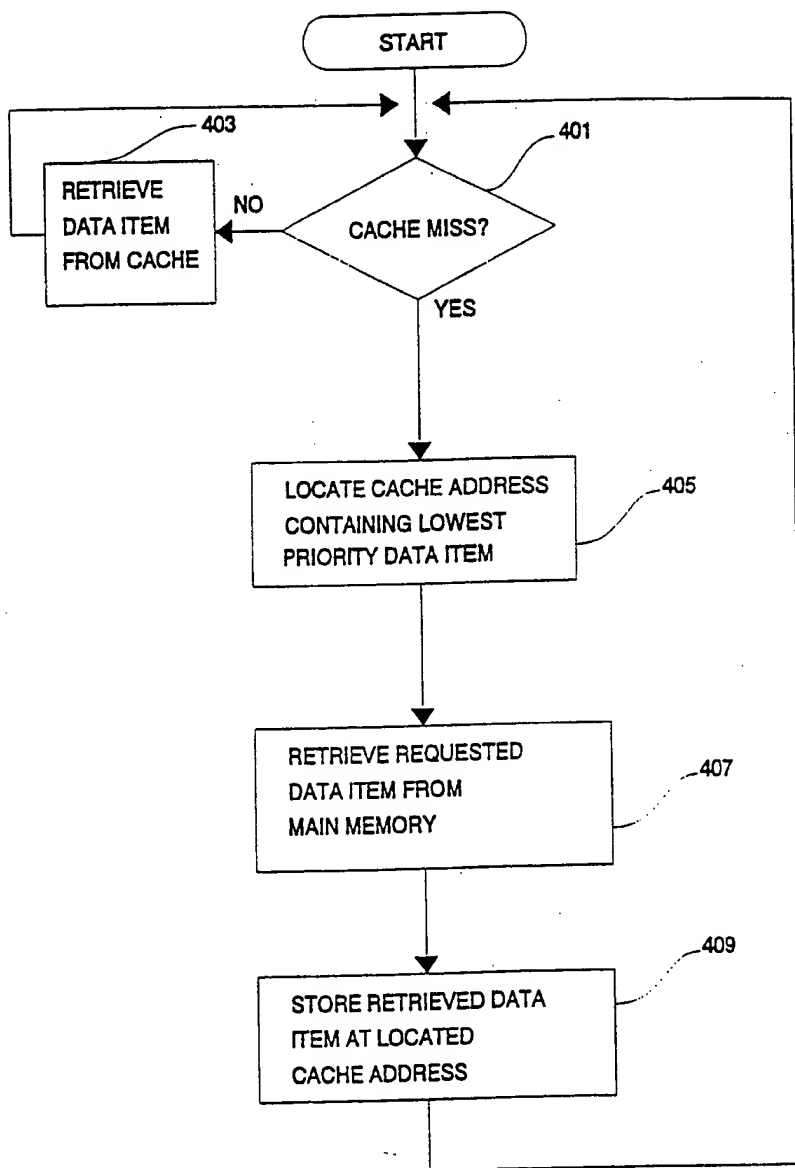 START
403
401
RETRIEVE
DATA ITEM
FROM CACHE
NO
CACHE MISS?
YES
LOCATE CACHE ADDRESS
CONTAINING LOWEST
PRIORITY DATA ITEM
405
RETRIEVE REQUESTED
DATA ITEM FROM
MAIN MEMORY
407
STORE RETRIEVED DATA
ITEM AT LOCATED
CACHE ADDRESS
409